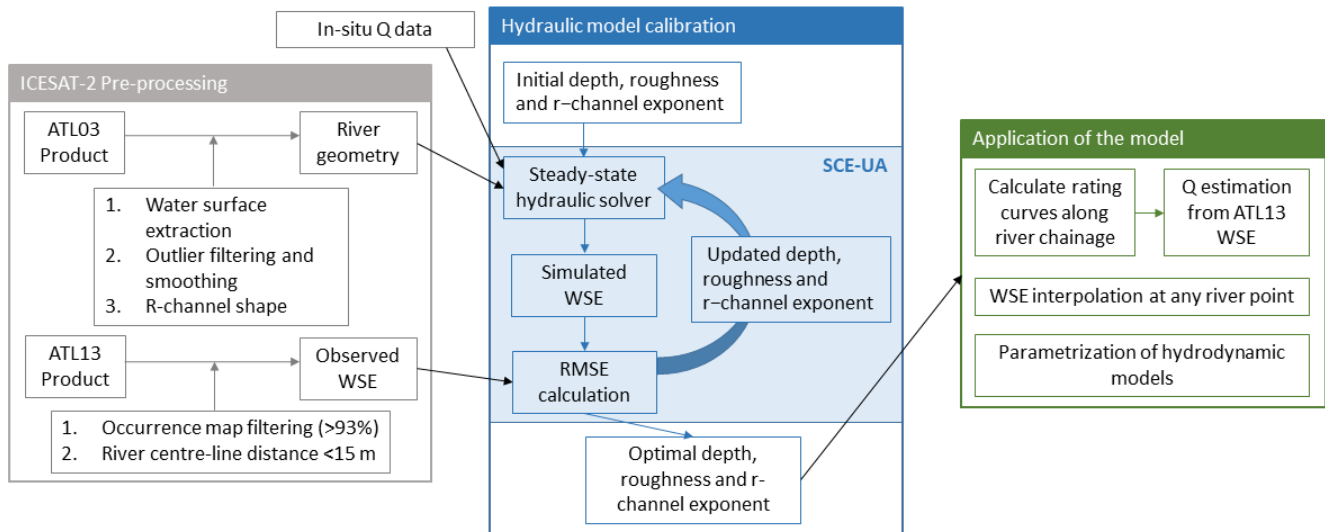 In-situ Q data
ICESAT-2 Pre-processing
ATL03
Product
River
geometry
1. Water surface
extraction
2. Outlier filtering and
smoothing
3. R-channel shape
ATL13
Product
Observed
WSE
1. Occurrence map filtering (>93%)
2. River centre-line distance <15 m
Hydraulic model calibration
Initial depth, roughness
and r−channel exponent
SCE-UA
Steady-state
hydraulic solver
Simulated
WSE
Updated depth,
roughness and
r−channel exponent
RMSE
calculation
Optimal depth,
roughness and r-
channel exponent
Application of the model
Calculate rating
curves along
river chainage
Q estimation
from ATL13
WSE
WSE interpolation at any river point
Parametrization of hydrodynamic
models